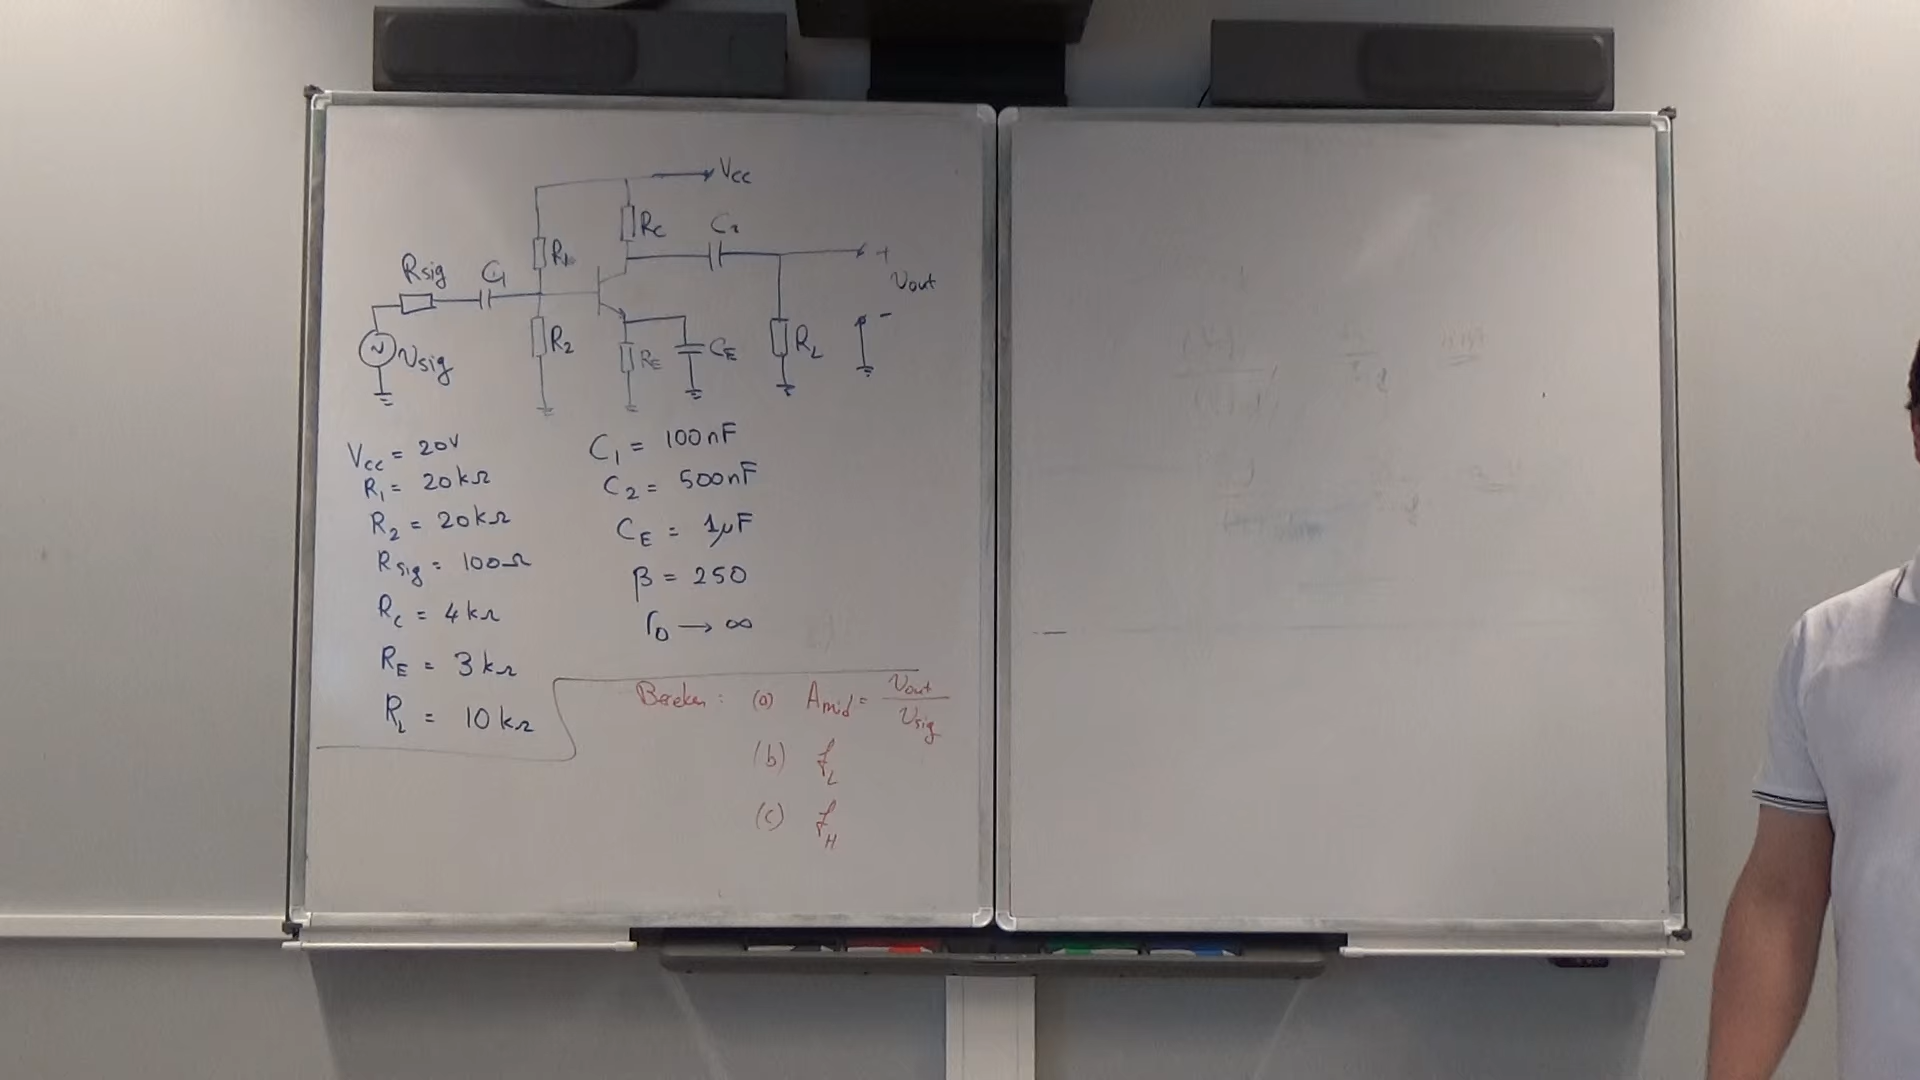 Vcc
Rc
C2
R1
Rsig
C1
+
Vout
-
R2
RE
CE
RL
Vsig
Vcc = 20V
R1 = 20kΩ
R2 = 20kΩ
Rsig = 100Ω
Rc = 4kΩ
RE = 3kΩ
RL = 10kΩ
C1 = 100nF
C2 = 500nF
CE = 1μF
β = 250
ro → ∞
(a) Amid = Vout / Vsig
(b) fL
(c) fH